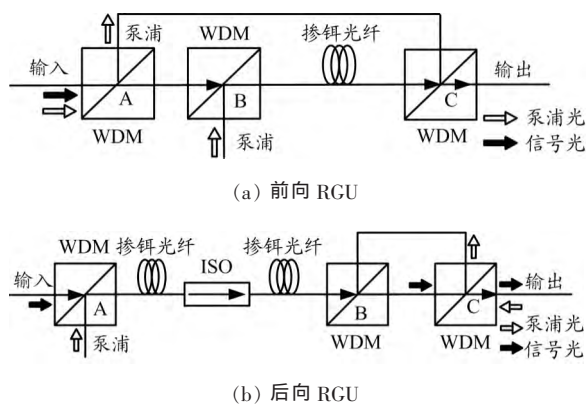 泵浦 WDM 掺铒光纤
输入 A B C 输出
WDM 泵浦 WDM 泵浦光
信号光
(a) 前向 RGU
WDM 掺铒光纤 ISO 掺铒光纤
输入 A B C 输出
泵浦 WDM WDM 泵浦光
信号光
(b) 后向 RGU